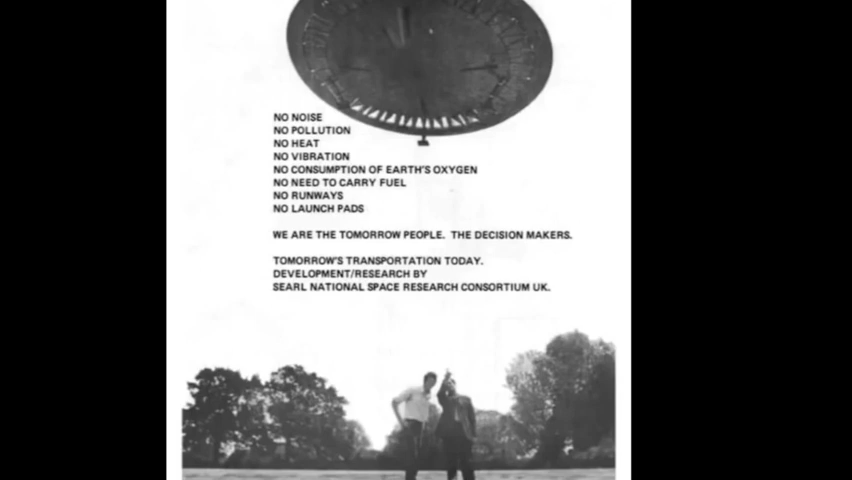 NO NOISE
NO POLLUTION
NO HEAT
NO VIBRATION
NO CONSUMPTION OF EARTH'S OXYGEN
NO NEED TO CARRY FUEL
NO RUNWAYS
NO LAUNCH PADS
WE ARE THE TOMORROW PEOPLE. THE DECISION MAKERS.
TOMORROW'S TRANSPORTATION TODAY.
DEVELOPMENT/RESEARCH BY
SEARL NATIONAL SPACE RESEARCH CONSORTIUM UK.